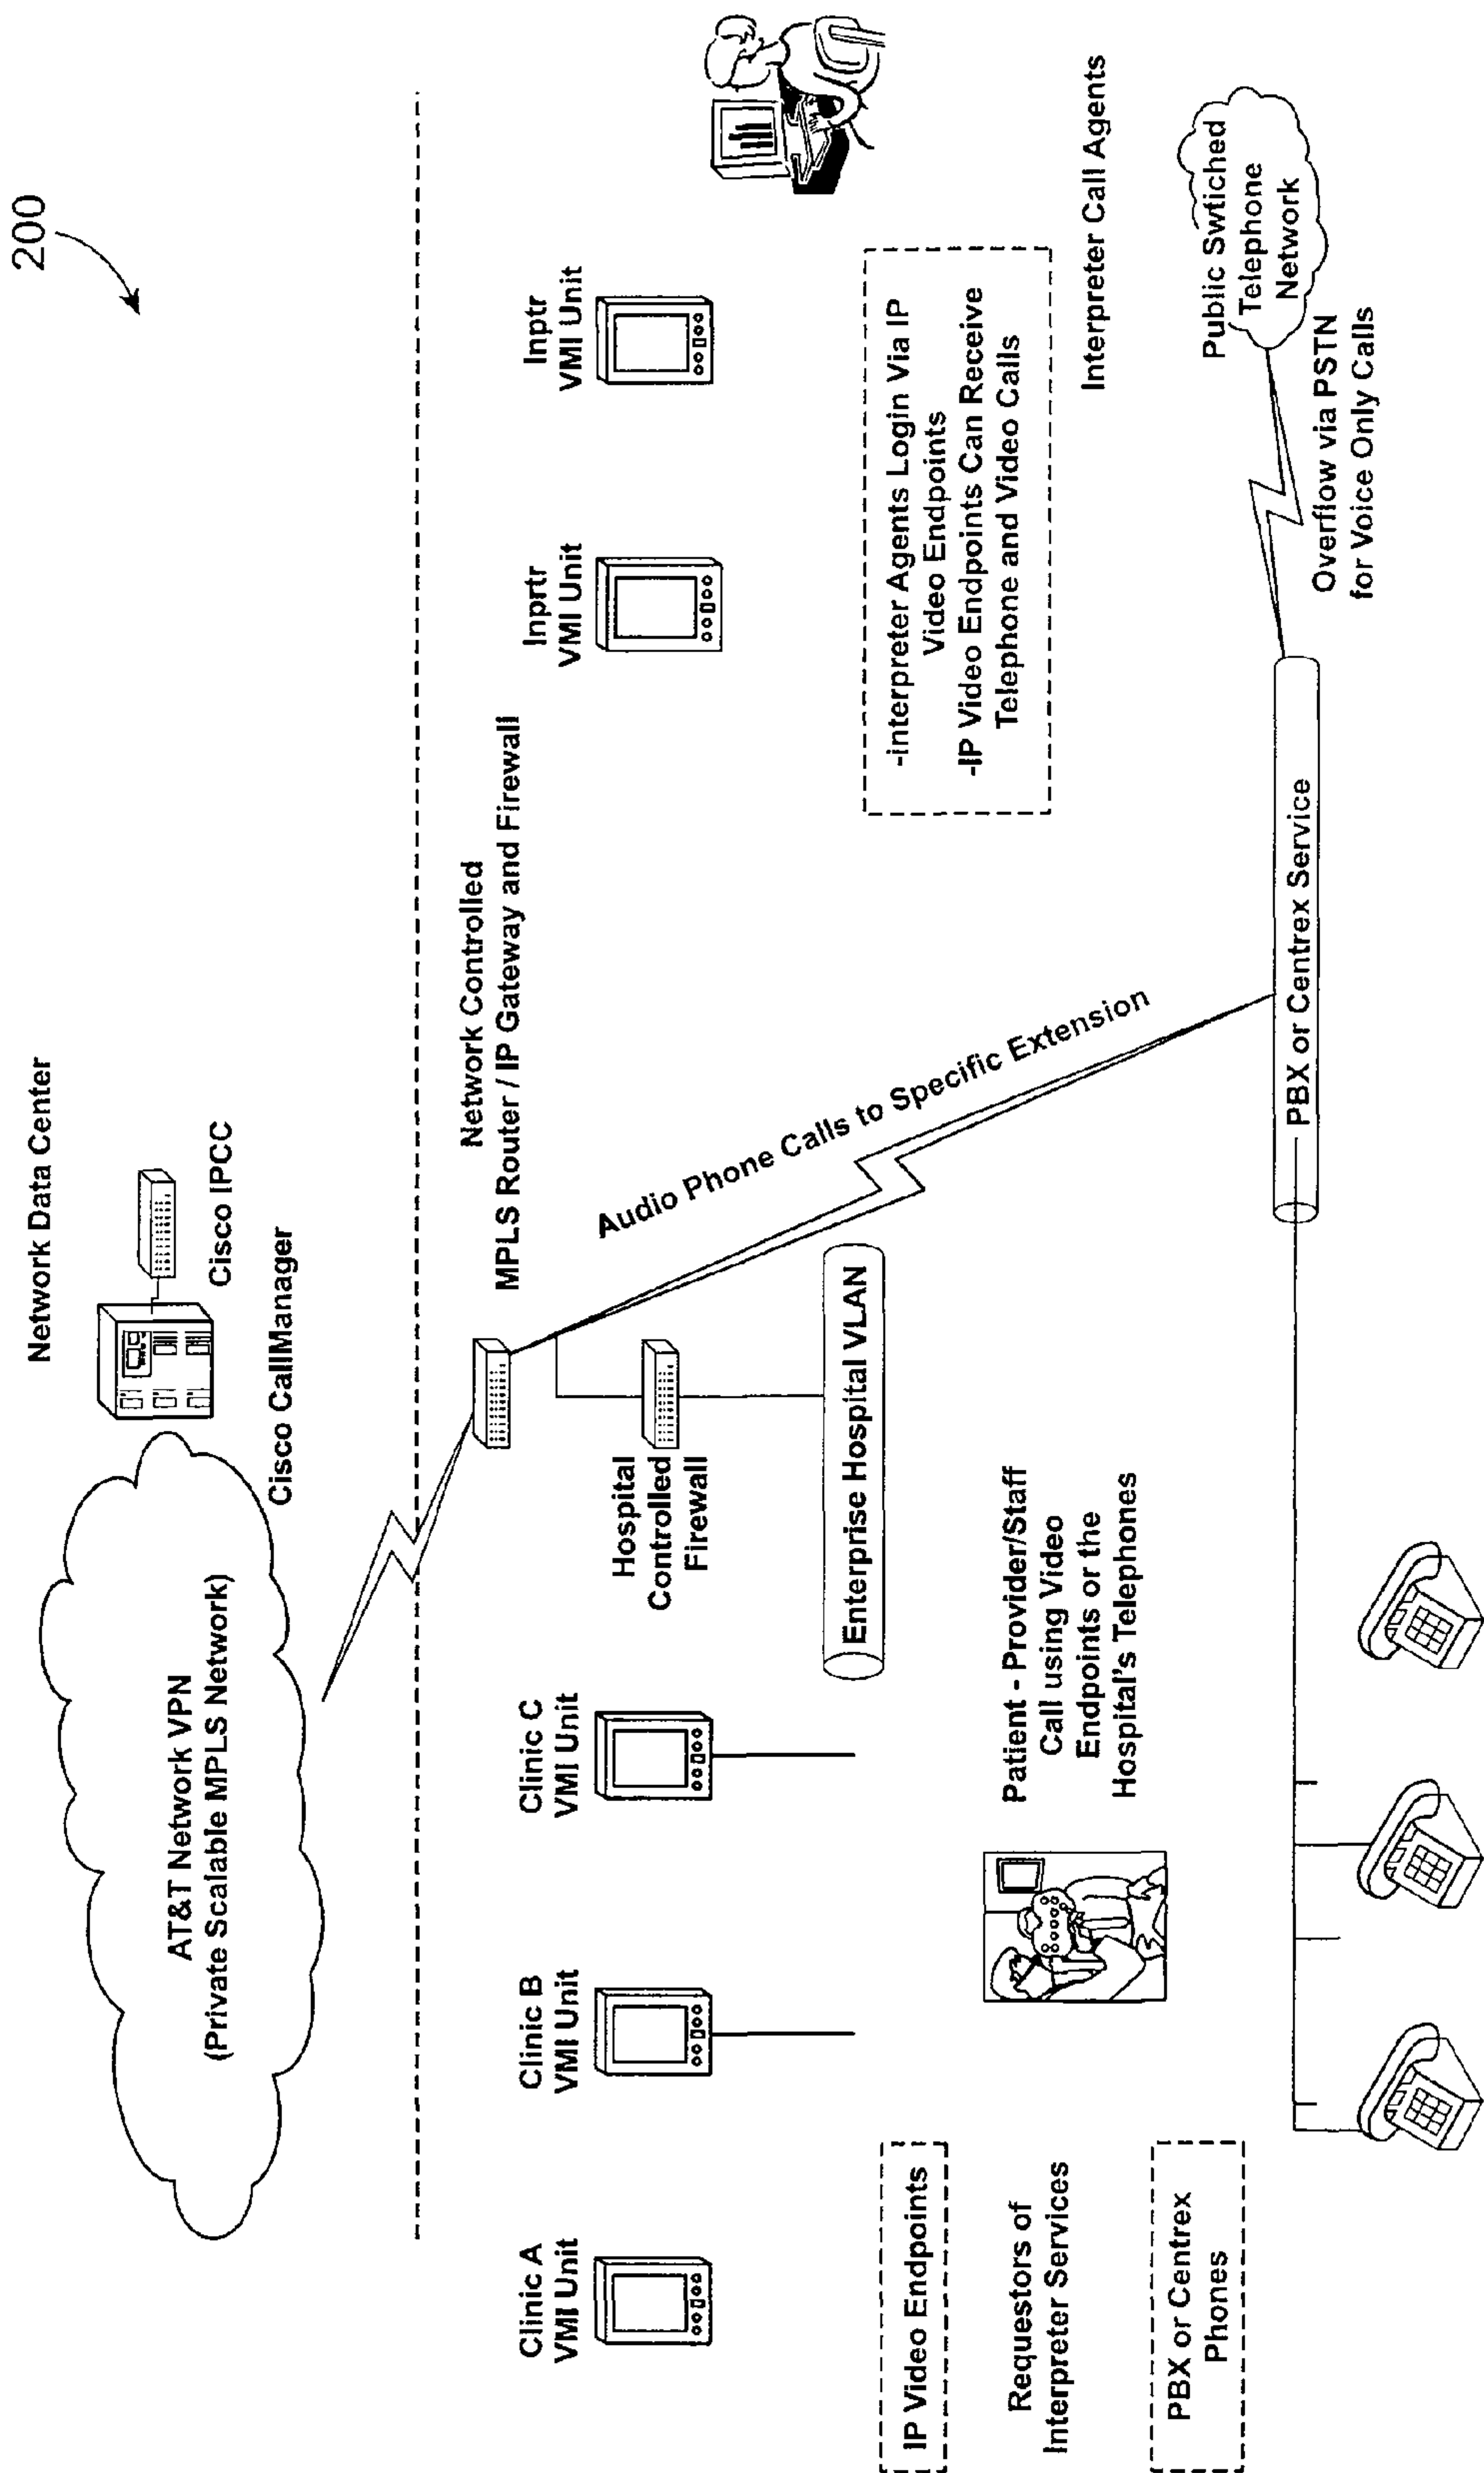 200
Network Data Center
Cisco IPCC
Cisco CallManager
AT&T Network VPN
(Private Scalable MPLS Network)
Network Controlled
MPLS Router / IP Gateway and Firewall
Clinic A
VMI Unit
Clinic B
VMI Unit
Clinic C
VMI Unit
Hospital
Controlled
Firewall
Inprtr
VMI Unit
Inptr
VMI Unit
Audio Phone Calls to Specific Extension
Enterprise Hospital VLAN
IP Video Endpoints
-interpreter Agents Login Via IP
Video Endpoints
-IP Video Endpoints Can Receive
Telephone and Video Calls
Requestors of
Interpreter Services
Patient - Provider/Staff
Call using Video
Endpoints or the
Hospital's Telephones
Interpreter Call Agents
PBX or Centrex
Phones
PBX or Centrex Service
Public Swtiched
Telephone
Network
Overflow via PSTN
for Voice Only Calls